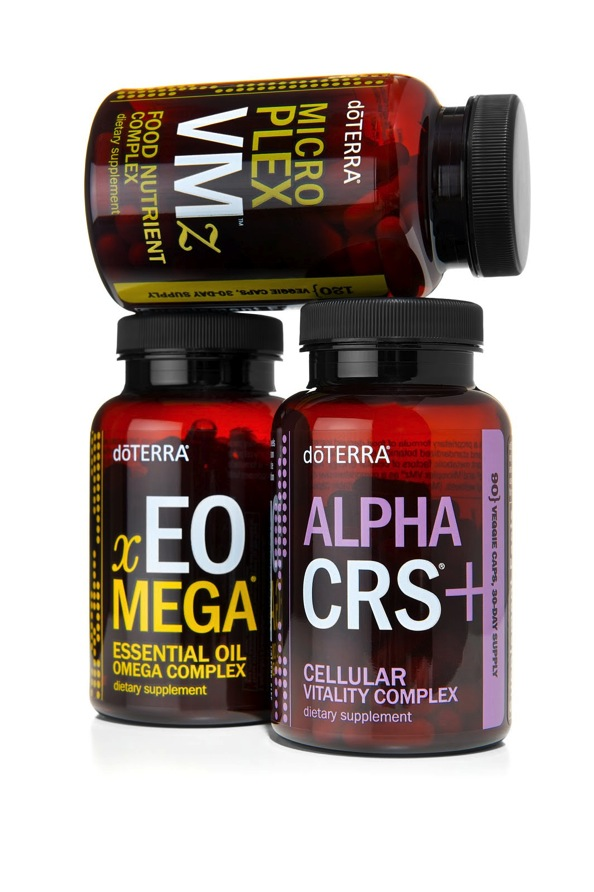 dōTERRA®
MICRO
PLEX
VMz™
FOOD NUTRIENT
COMPLEX
dietary supplement
120} VEGGIE CAPS, 30-DAY SUPPLY
dōTERRA®
xEO
MEGA®
ESSENTIAL OIL
OMEGA COMPLEX
dietary supplement
dōTERRA®
ALPHA
CRS®+
CELLULAR
VITALITY COMPLEX
dietary supplement
90} VEGGIE CAPS, 30-DAY SUPPLY